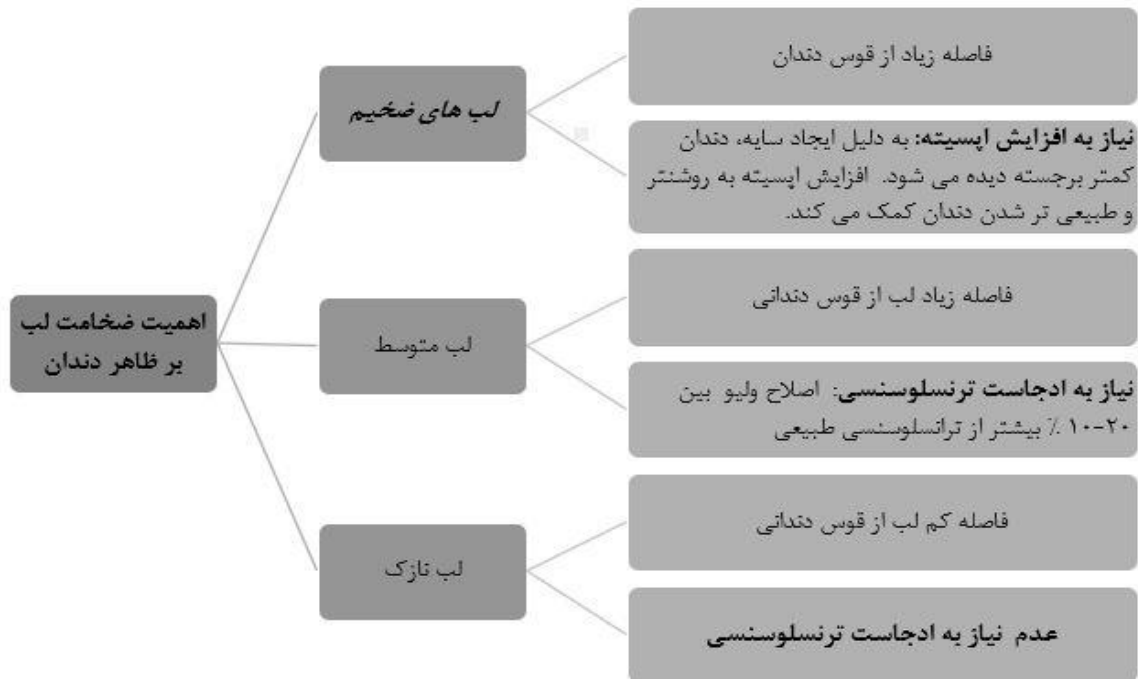 اهمیت ضخامت لب
بر ظاهر دندان
لب های ضخیم
فاصله زیاد از قوس دندان
نیاز به افزایش اپسیته: به دلیل ایجاد سایه، دندان
کمتر برجسته دیده می شود. افزایش اپسیته به روشنتر
و طبیعی تر شدن دندان کمک می کند.
لب متوسط
فاصله زیاد لب از قوس دندانی
نیاز به ادجاست ترنسلوسنسی: اصلاح ولیو بین
۱۰-۲۰ % بیشتر از ترانسلوسنسی طبیعی
لب نازک
فاصله کم لب از قوس دندانی
عدم نیاز به ادجاست ترنسلوسنسی